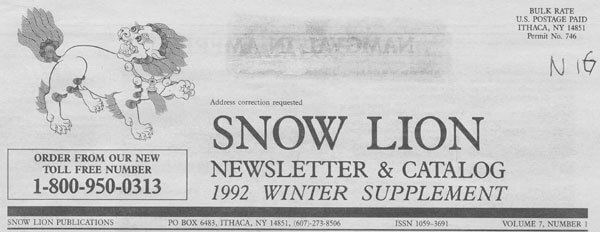 BULK RATE
U.S. POSTAGE PAID
ITHACA, NY 14851
Permit No. 746
N16
Address correction requested
SNOW LION
NEWSLETTER & CATALOG
1992 WINTER SUPPLEMENT
ORDER FROM OUR NEW
TOLL FREE NUMBER
1-800-950-0313
SNOW LION PUBLICATIONS PO BOX 6483, ITHACA, NY 14851, (607)-273-8506 ISSN 1059-3691 VOLUME 7, NUMBER 1